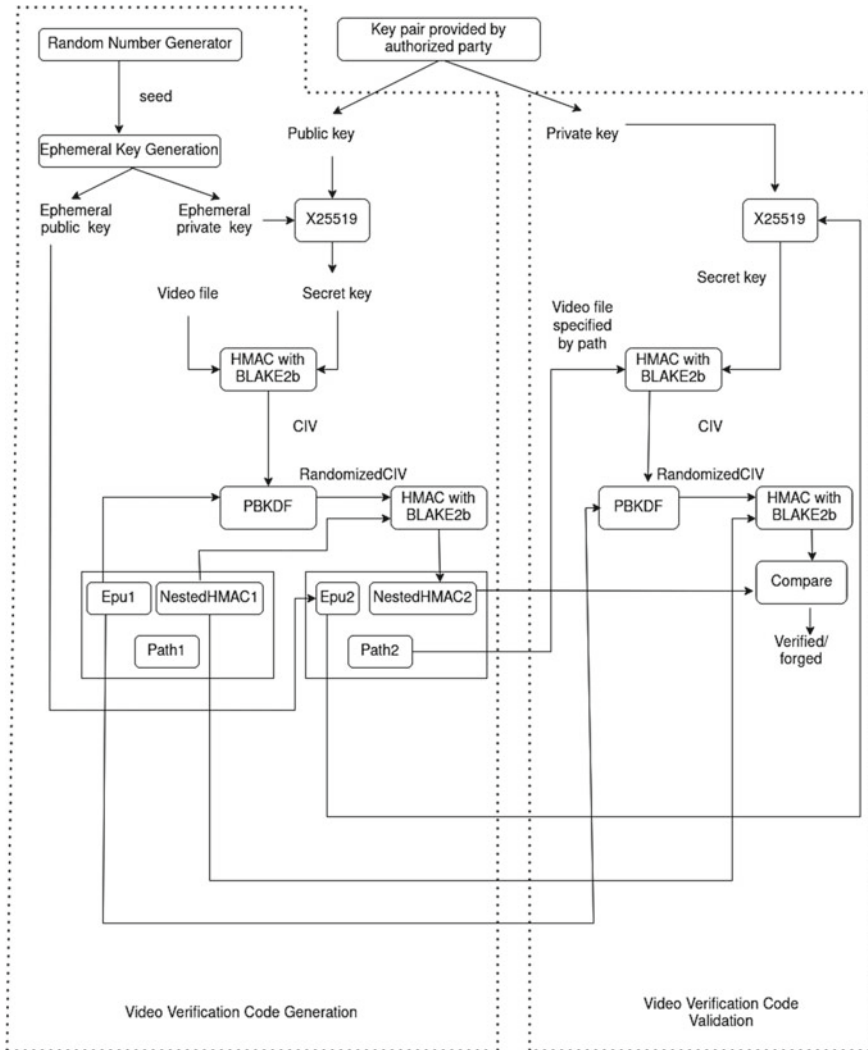 Random Number Generator
Key pair provided by
authorized party
seed
Public key
Private key
Ephemeral Key Generation
Ephemeral
public key
Ephemeral
private key
X25519
X25519
Video file
Secret key
Secret key
Video file
specified
by path
HMAC with
BLAKE2b
HMAC with
BLAKE2b
CIV
CIV
RandomizedCIV
RandomizedCIV
PBKDF
HMAC with
BLAKE2b
PBKDF
HMAC with
BLAKE2b
Epu1
NestedHMAC1
Epu2
NestedHMAC2
Compare
Path1
Path2
Verified/
forged
Video Verification Code Generation
Video Verification Code
Validation